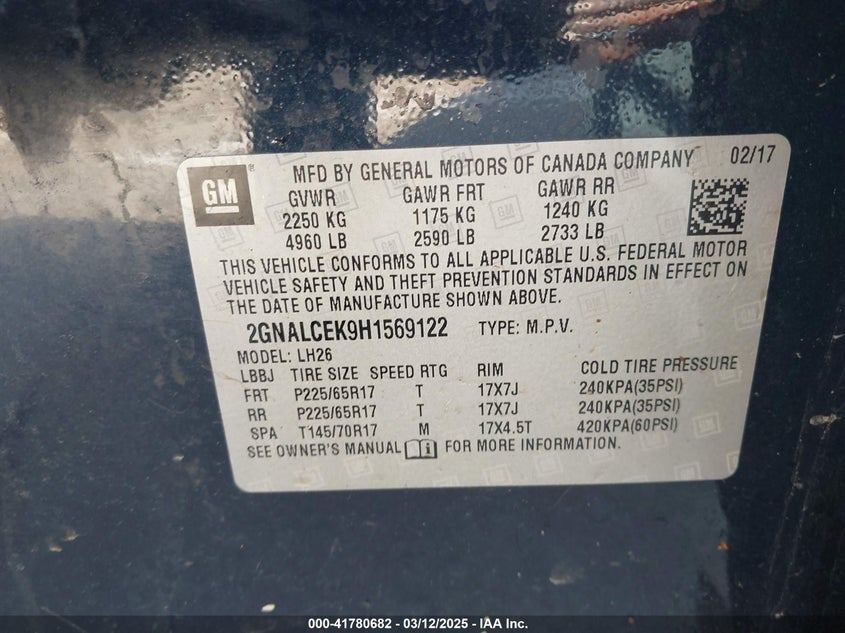 GM
®
MFD BY GENERAL MOTORS OF CANADA COMPANY 02/17
GVWR GAWR FRT GAWR RR
2250 KG 1175 KG 1240 KG
4960 LB 2590 LB 2733 LB
THIS VEHICLE CONFORMS TO ALL APPLICABLE U.S. FEDERAL MOTOR
VEHICLE SAFETY AND THEFT PREVENTION STANDARDS IN EFFECT ON
THE DATE OF MANUFACTURE SHOWN ABOVE.
2GNALCEK9H1569122 TYPE: M.P.V.
MODEL: LH26
LBBJ TIRE SIZE SPEED RTG RIM COLD TIRE PRESSURE
FRT P225/65R17 T 17X7J 240KPA(35PSI)
RR P225/65R17 T 17X7J 240KPA(35PSI)
SPA T145/70R17 M 17X4.5T 420KPA(60PSI)
SEE OWNER'S MANUAL FOR MORE INFORMATION.
000-41780682 - 03/12/2025 - IAA Inc.